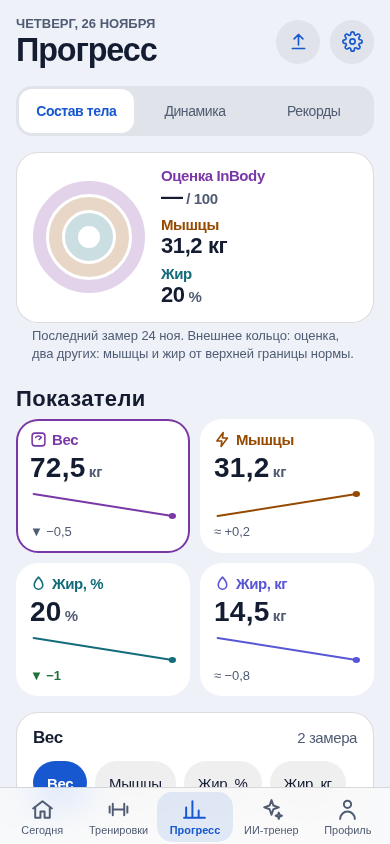 ЧЕТВЕРГ, 26 НОЯБРЯ
Прогресс
Состав тела Динамика Рекорды
Оценка InBody
— / 100
Мышцы
31,2 кг
Жир
20 %
Последний замер 24 ноя. Внешнее кольцо: оценка,
два других: мышцы и жир от верхней границы нормы.
Показатели
Вес
72,5 кг
▼ −0,5
Мышцы
31,2 кг
≈ +0,2
Жир, %
20 %
▼ −1
Жир, кг
14,5 кг
≈ −0,8
Вес 2 замера
Вес Мышцы Жир, % Жир, кг
Сегодня Тренировки Прогресс ИИ-тренер Профиль